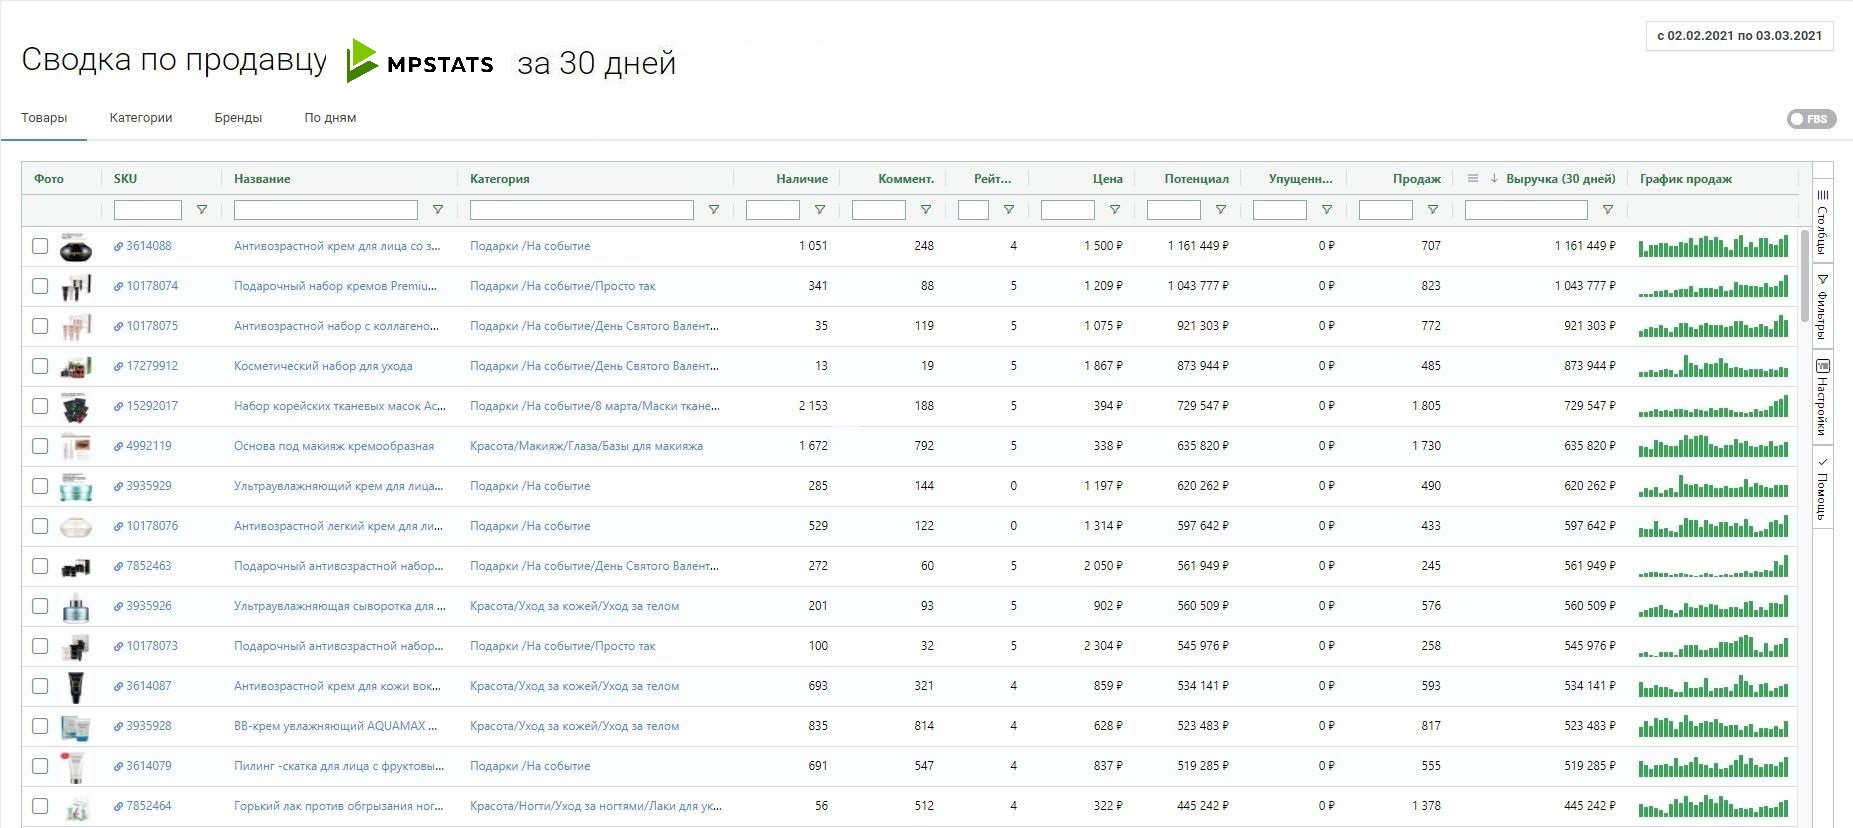 с 02.02.2021 по 03.03.2021
Сводка по продавцу MPSTATS за 30 дней
Товары Категории Бренды По дням FBS
Фото SKU Название Категория Наличие Коммент. Рейт... Цена Потенциал Упущенн... Продаж Выручка (30 дней) График продаж
3614088 Антивозрастной крем для лица со з... Подарки /На событие 1 051 248 4 1 500 ₽ 1 161 449 ₽ 0 ₽ 707 1 161 449 ₽
10178074 Подарочный набор кремов Premiu... Подарки /На событие/Просто так 341 88 5 1 209 ₽ 1 043 777 ₽ 0 ₽ 823 1 043 777 ₽
10178075 Антивозрастной набор с коллагено... Подарки /На событие/День Святого Валент... 35 119 5 1 075 ₽ 921 303 ₽ 0 ₽ 772 921 303 ₽
17279912 Косметический набор для ухода Подарки /На событие/День Святого Валент... 13 19 5 1 867 ₽ 873 944 ₽ 0 ₽ 485 873 944 ₽
15292017 Набор корейских тканевых масок Ас... Подарки /На событие/8 марта/Маски ткане... 2 153 188 5 394 ₽ 729 547 ₽ 0 ₽ 1 805 729 547 ₽
4992119 Основа под макияж кремообразная Красота/Макияж/Глаза/Базы для макияжа 1 672 792 5 338 ₽ 635 820 ₽ 0 ₽ 1 730 635 820 ₽
3935929 Ультраувлажняющий крем для лица... Подарки /На событие 285 144 0 1 197 ₽ 620 262 ₽ 0 ₽ 490 620 262 ₽
10178076 Антивозрастной легкий крем для ли... Подарки /На событие 529 122 0 1 314 ₽ 597 642 ₽ 0 ₽ 433 597 642 ₽
7852463 Подарочный антивозрастной набор... Подарки /На событие/День Святого Валент... 272 60 5 2 050 ₽ 561 949 ₽ 0 ₽ 245 561 949 ₽
3935926 Ультраувлажняющая сыворотка для ... Красота/Уход за кожей/Уход за телом 201 93 5 902 ₽ 560 509 ₽ 0 ₽ 576 560 509 ₽
10178073 Подарочный антивозрастной набор... Подарки /На событие/Просто так 100 32 5 2 304 ₽ 545 976 ₽ 0 ₽ 258 545 976 ₽
3614087 Антивозрастной крем для кожи вок... Красота/Уход за кожей/Уход за телом 693 321 4 859 ₽ 534 141 ₽ 0 ₽ 593 534 141 ₽
3935928 ВВ-крем увлажняющий AQUAMAX ... Красота/Уход за кожей/Уход за телом 835 814 4 628 ₽ 523 483 ₽ 0 ₽ 817 523 483 ₽
3614079 Пилинг -скатка для лица с фруктовы... Подарки /На событие 691 547 4 837 ₽ 519 285 ₽ 0 ₽ 555 519 285 ₽
7852464 Горький лак против обгрызания ног... Красота/Ногти/Уход за ногтями/Лаки для ук... 56 512 4 322 ₽ 445 242 ₽ 0 ₽ 1 378 445 242 ₽
Столбцы
Фильтры
Настройки
Помощь